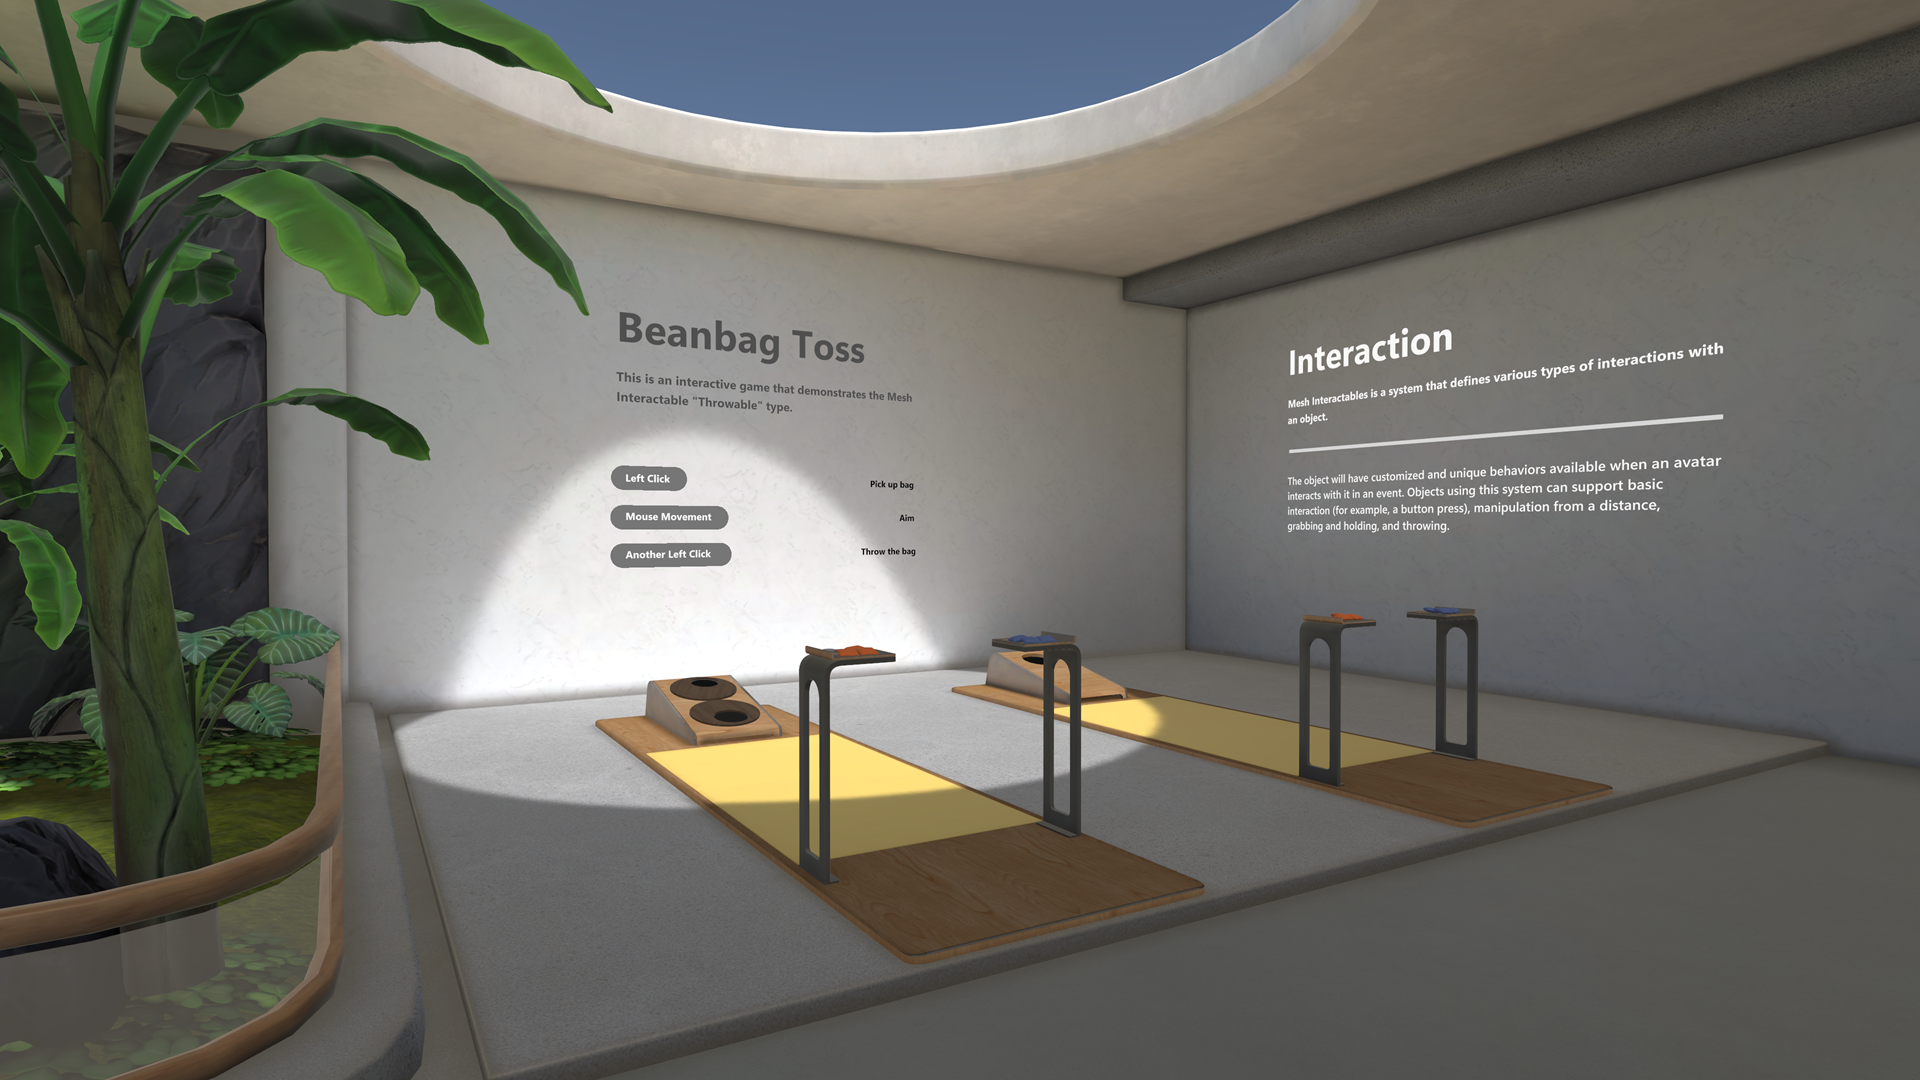 Beanbag Toss
This is an interactive game that demonstrates the Mesh
Interactable "Throwable" type.
Left Click
Pick up bag
Mouse Movement
Aim
Another Left Click
Throw the bag
Interaction
Mesh Interactables is a system that defines various types of interactions with
an object.
The object will have customized and unique behaviors available when an avatar
interacts with it in an event. Objects using this system can support basic
interaction (for example, a button press), manipulation from a distance,
grabbing and holding, and throwing.